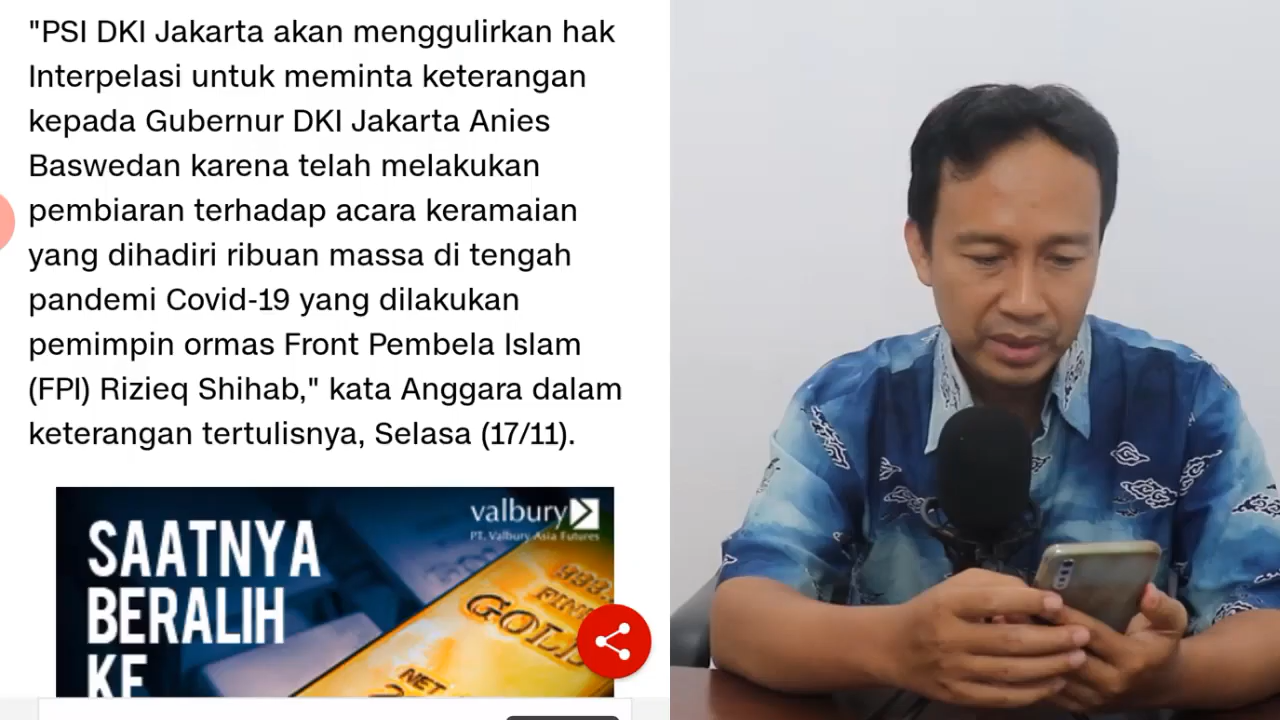 "PSI DKI Jakarta akan menggulirkan hak
Interpelasi untuk meminta keterangan
kepada Gubernur DKI Jakarta Anies
Baswedan karena telah melakukan
pembiaran terhadap acara keramaian
yang dihadiri ribuan massa di tengah
pandemi Covid-19 yang dilakukan
pemimpin ormas Front Pembela Islam
(FPI) Rizieq Shihab," kata Anggara dalam
keterangan tertulisnya, Selasa (17/11).
valbury
PT. Valbury Asia Futures
SAATNYA
BERALIH
KE
999.
FINE
GOLD
NET